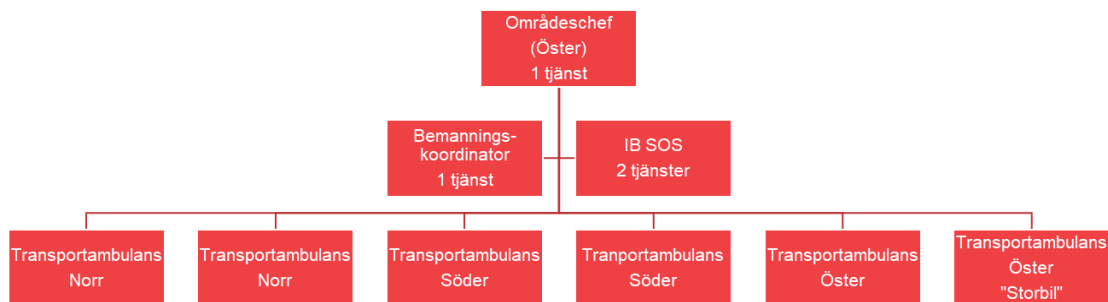 Områdeschef
(Öster)
1 tjänst
Bemannings-
koordinator
1 tjänst
IB SOS
2 tjänster
Transportambulans
Norr
Transportambulans
Norr
Transportambulans
Söder
Tranportambulans
Söder
Transportambulans
Öster
Transportambulans
Öster
"Storbil"